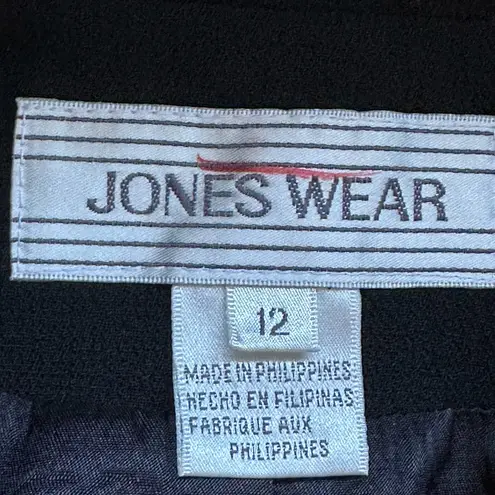 JONES WEAR
12
MADE IN PHILIPPINES
HECHO EN FILIPINAS
FABRIQUE AUX
PHILIPPINES